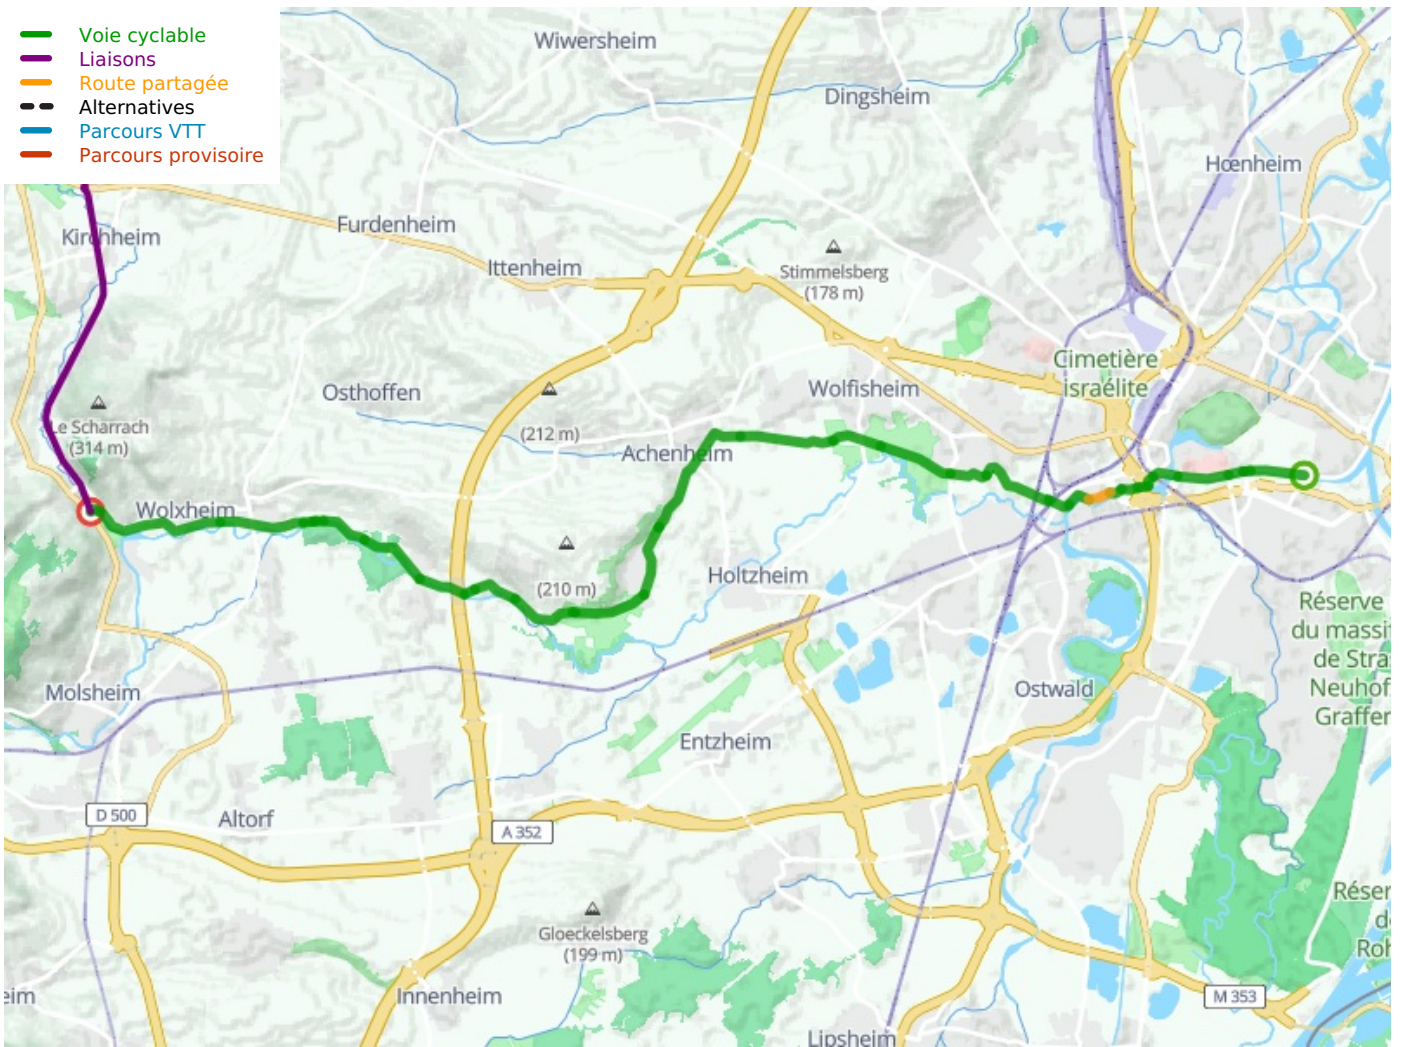 Voie cyclable
Liaisons
Route partagée
Alternatives
Parcours VTT
Parcours provisoire
Wiwersheim
Dingsheim
Hœnheim
Kirchheim
Furdenheim
Ittenheim
Stimmelsberg
(178 m)
Cimetière
israélite
Osthoffen
Wolfisheim
Le Scharrach
(314 m)
(212 m)
Achenheim
Wolxheim
Holtzheim
(210 m)
Réserve
du massif
de Stra
Neuhof
Graffen
Molsheim
Ostwald
Entzheim
D 500
Altorf
A 352
Gloeckelsberg
(199 m)
Réser
d
Roh
eim
Innenheim
M 353
Lipsheim